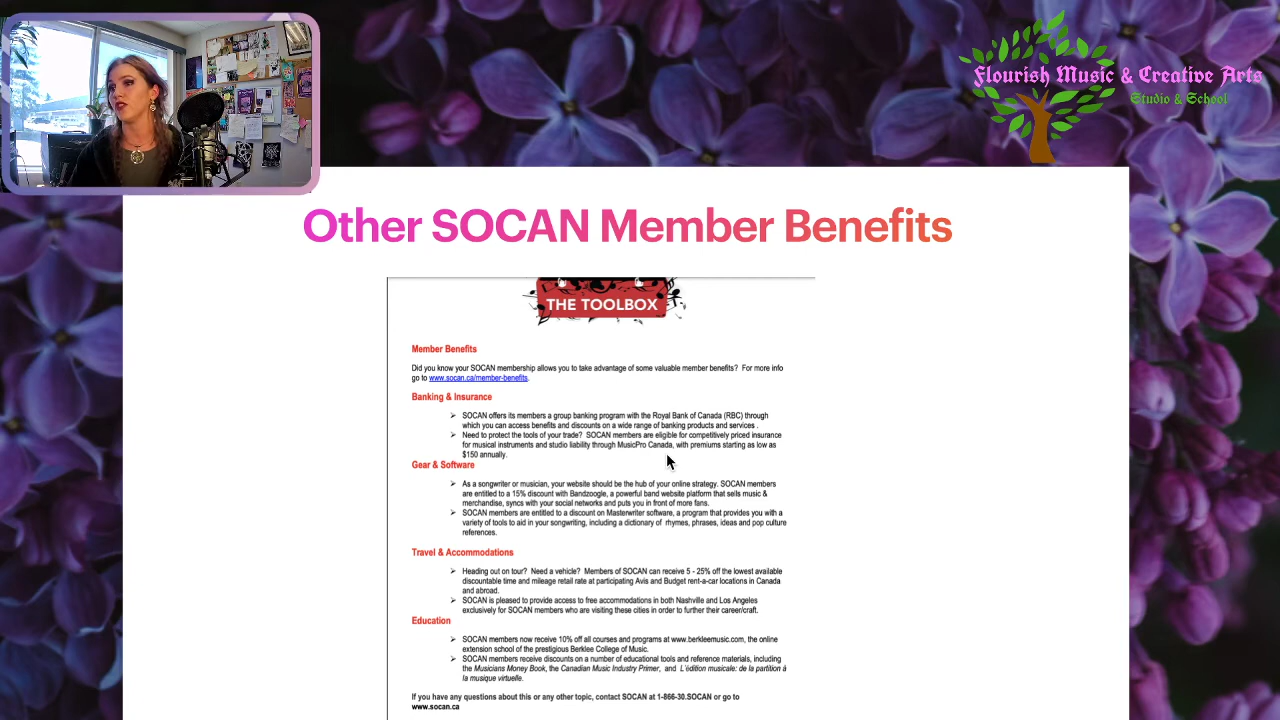 Flourish Music & Creative Arts
Studio & School
Other SOCAN Member Benefits
THE TOOLBOX
Member Benefits
Did you know your SOCAN membership allows you to take advantage of some valuable member benefits? For more info
go to www.socan.ca/member-benefits.
Banking & Insurance
➢ SOCAN offers its members a group banking program with the Royal Bank of Canada (RBC) through
which you can access benefits and discounts on a wide range of banking products and services .
➢ Need to protect the tools of your trade? SOCAN members are eligible for competitively priced insurance
for musical instruments and studio liability through MusicPro Canada, with premiums starting as low as
$150 annually.
Gear & Software
➢ As a songwriter or musician, your website should be the hub of your online strategy. SOCAN members
are entitled to a 15% discount with Bandzoogle, a powerful band website platform that sells music &
merchandise, syncs with your social networks and puts you in front of more fans.
➢ SOCAN members are entitled to a discount on Masterwriter software, a program that provides you with a
variety of tools to aid in your songwriting, including a dictionary of rhymes, phrases, ideas and pop culture
references.
Travel & Accommodations
➢ Heading out on tour? Need a vehicle? Members of SOCAN can receive 5 - 25% off the lowest available
discountable time and mileage retail rate at participating Avis and Budget rent-a-car locations in Canada
and abroad.
➢ SOCAN is pleased to provide access to free accommodations in both Nashville and Los Angeles
exclusively for SOCAN members who are visiting these cities in order to further their career/craft.
Education
➢ SOCAN members now receive 10% off all courses and programs at www.berkleemusic.com, the online
extension school of the prestigious Berklee College of Music.
➢ SOCAN members receive discounts on a number of educational tools and reference materials, including
the Musicians Money Book, the Canadian Music Industry Primer, and L'édition musicale: de la partition à
la musique virtuelle.
If you have any questions about this or any other topic, contact SOCAN at 1-866-30.SOCAN or go to
www.socan.ca